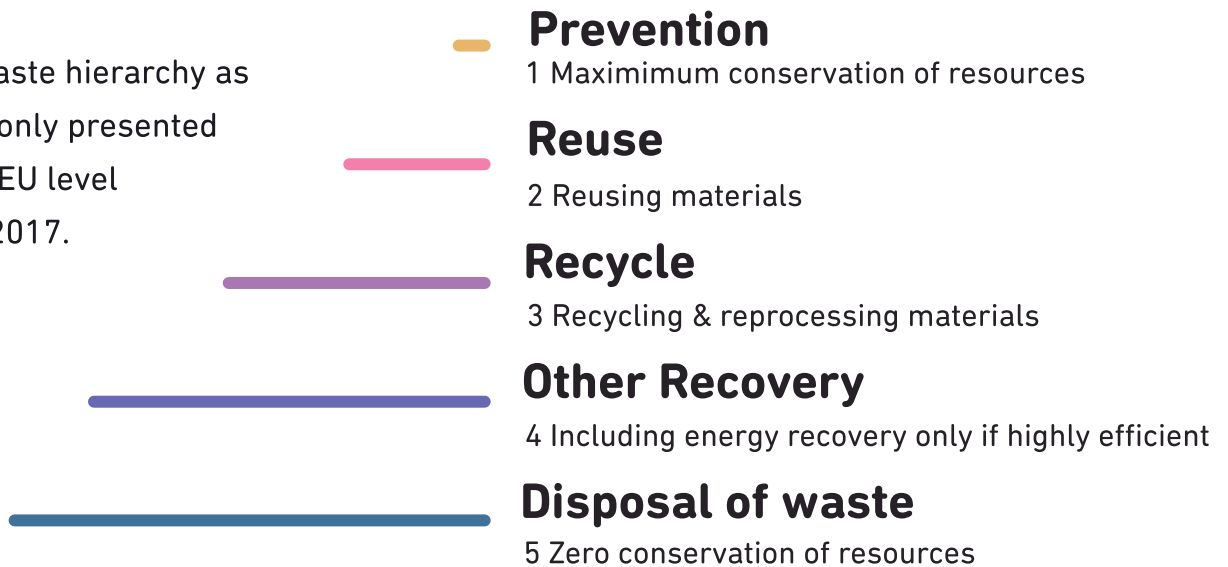 aste hierarchy as
only presented
EU level
2017.
Prevention
1 Maximimum conservation of resources
Reuse
2 Reusing materials
Recycle
3 Recycling & reprocessing materials
Other Recovery
4 Including energy recovery only if highly efficient
Disposal of waste
5 Zero conservation of resources